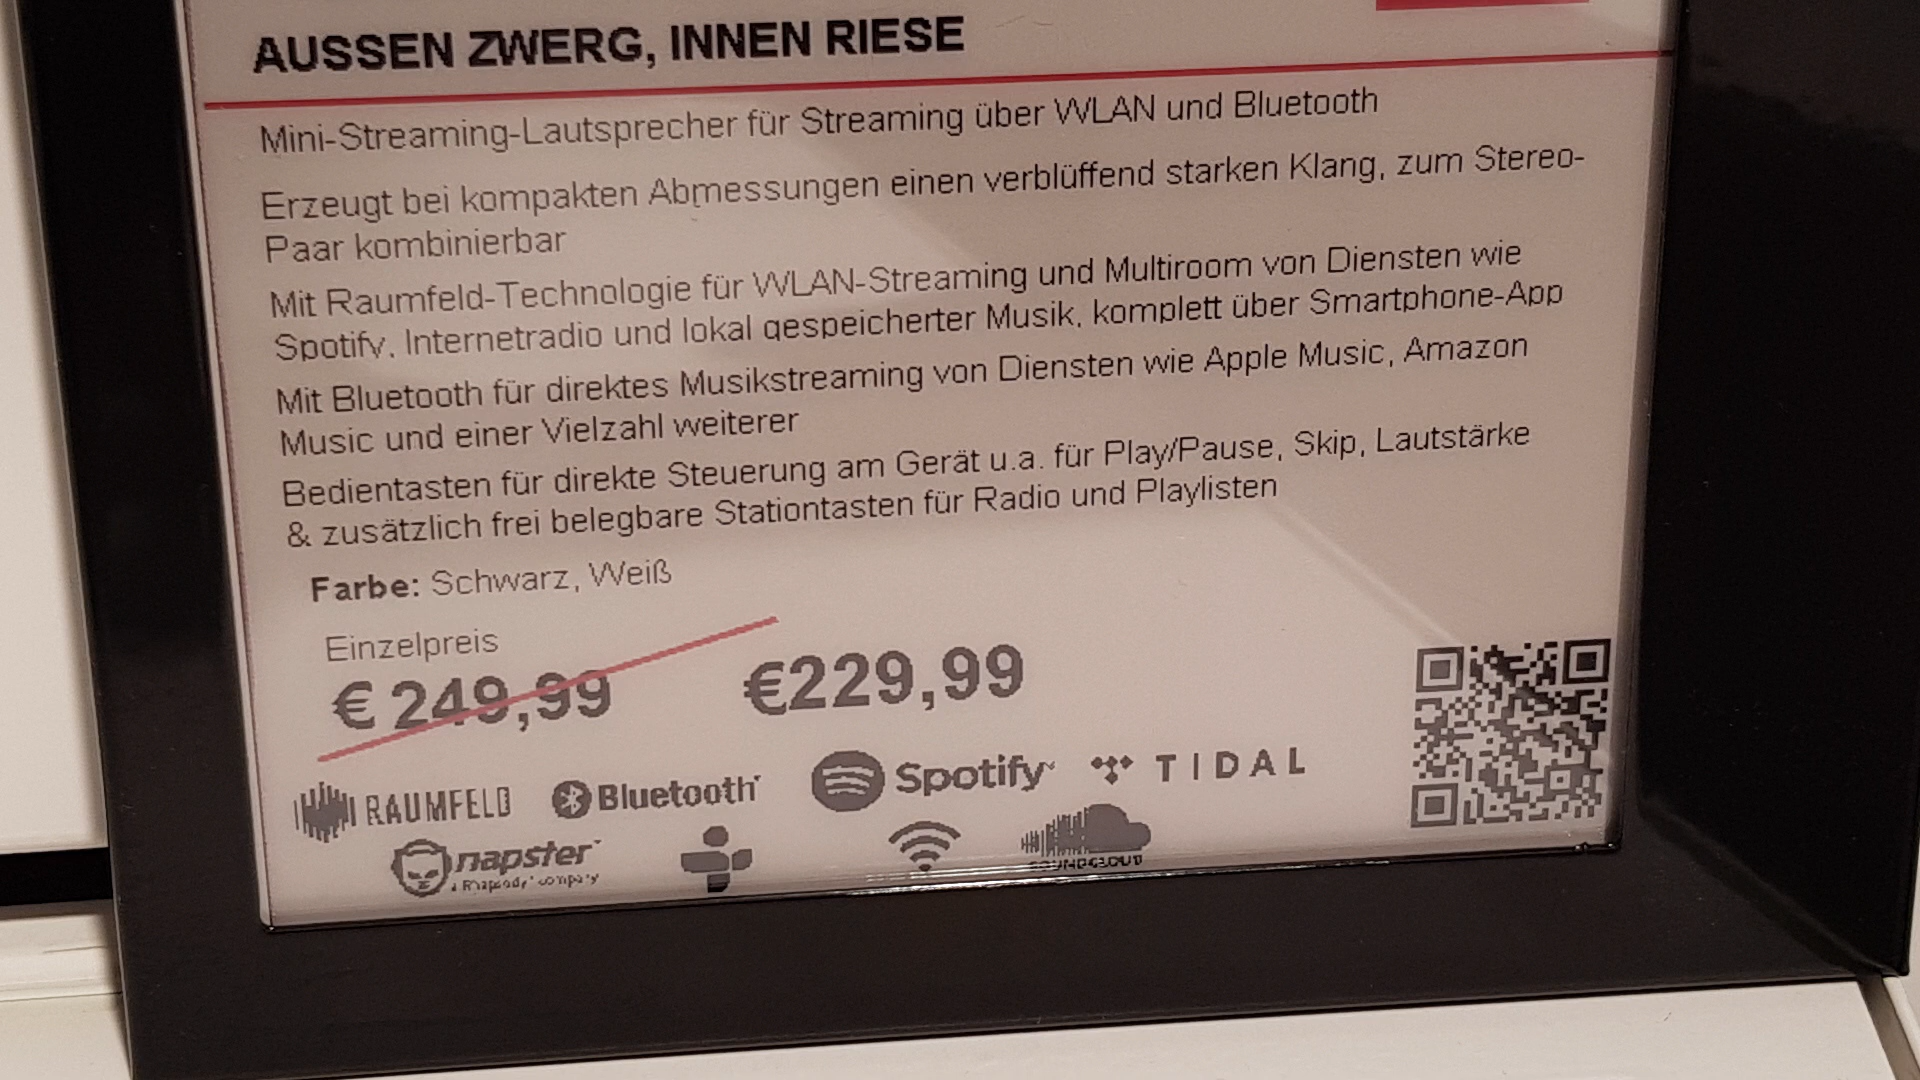 AUSSEN ZWERG, INNEN RIESE
Mini-Streaming-Lautsprecher für Streaming über WLAN und Bluetooth
Erzeugt bei kompakten Abmessungen einen verblüffend starken Klang, zum Stereo-
Paar kombinierbar
Mit Raumfeld-Technologie für WLAN-Streaming und Multiroom von Diensten wie
Spotify, Internetradio und lokal gespeicherter Musik, komplett über Smartphone-App
Mit Bluetooth für direktes Musikstreaming von Diensten wie Apple Music, Amazon
Music und einer Vielzahl weiterer
Bedientasten für direkte Steuerung am Gerät u.a. für Play/Pause, Skip, Lautstärke
& zusätzlich frei belegbare Stationtasten für Radio und Playlisten
Farbe: Schwarz, Weiß
Einzelpreis
€ 249,99 €229,99
RAUMFELD Bluetooth Spotify TIDAL
napster SOUNDCLOUD
a Rhapsody company